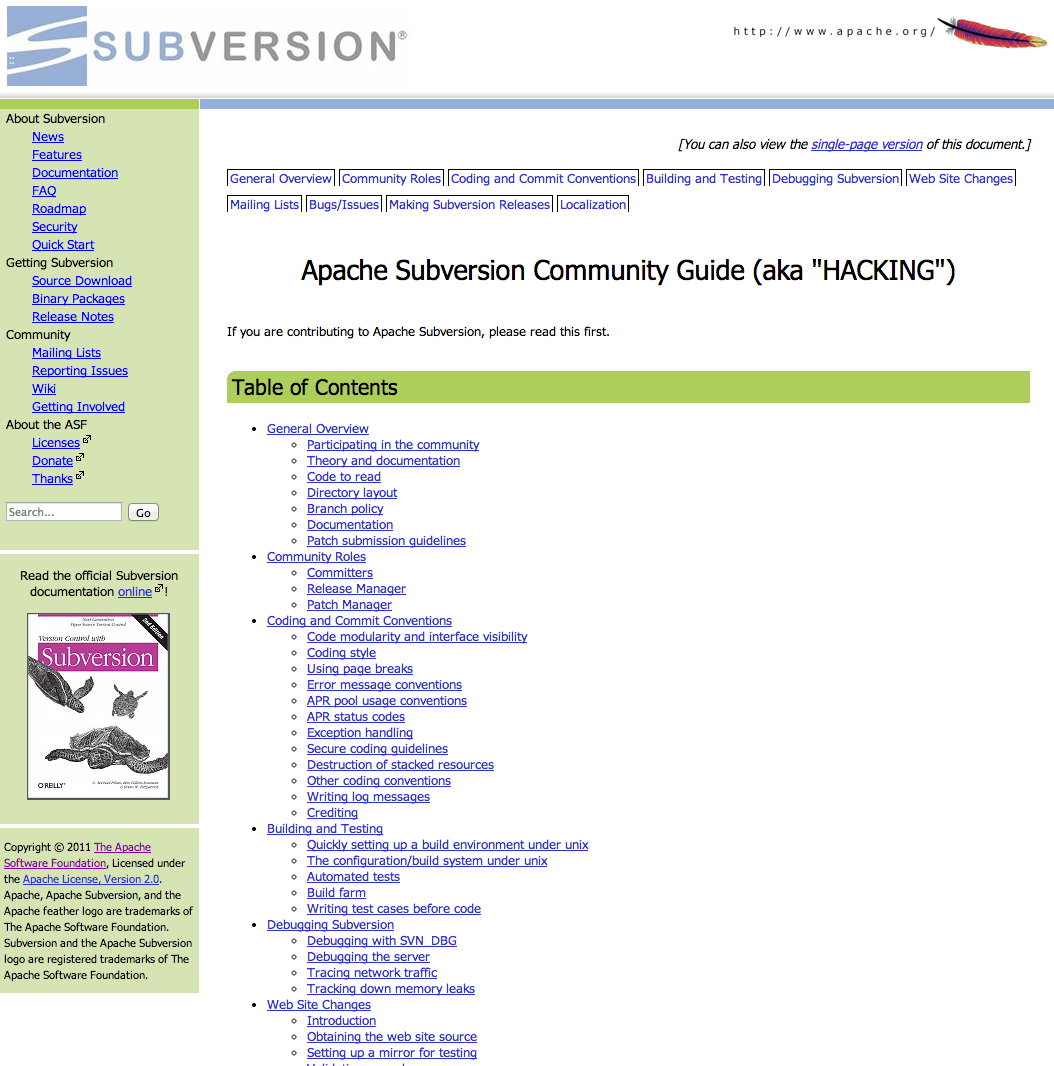 SUBVERSION®
http://www.apache.org/
About Subversion
News
Features
Documentation
FAQ
Roadmap
Security
Quick Start
Getting Subversion
Source Download
Binary Packages
Release Notes
Community
Mailing Lists
Reporting Issues
Wiki
Getting Involved
About the ASF
Licenses
Donate
Thanks
Search...
Go
Read the official Subversion
documentation online!
Next Generation
Open Source Version Control
2nd Edition
Version Control with
Subversion
O'REILLY
Copyright © 2011 The Apache
Software Foundation, Licensed under
the Apache License, Version 2.0.
Apache, Apache Subversion, and the
Apache feather logo are trademarks of
The Apache Software Foundation.
Subversion and the Apache Subversion
logo are registered trademarks of The
Apache Software Foundation.
[You can also view the single-page version of this document.]
General Overview Community Roles Coding and Commit Conventions Building and Testing Debugging Subversion Web Site Changes
Mailing Lists Bugs/Issues Making Subversion Releases Localization
Apache Subversion Community Guide (aka "HACKING")
If you are contributing to Apache Subversion, please read this first.
Table of Contents
General Overview
Participating in the community
Theory and documentation
Code to read
Directory layout
Branch policy
Documentation
Patch submission guidelines
Community Roles
Committers
Release Manager
Patch Manager
Coding and Commit Conventions
Code modularity and interface visibility
Coding style
Using page breaks
Error message conventions
APR pool usage conventions
APR status codes
Exception handling
Secure coding guidelines
Destruction of stacked resources
Other coding conventions
Writing log messages
Crediting
Building and Testing
Quickly setting up a build environment under unix
The configuration/build system under unix
Automated tests
Build farm
Writing test cases before code
Debugging Subversion
Debugging with SVN_DBG
Debugging the server
Tracing network traffic
Tracking down memory leaks
Web Site Changes
Introduction
Obtaining the web site source
Setting up a mirror for testing